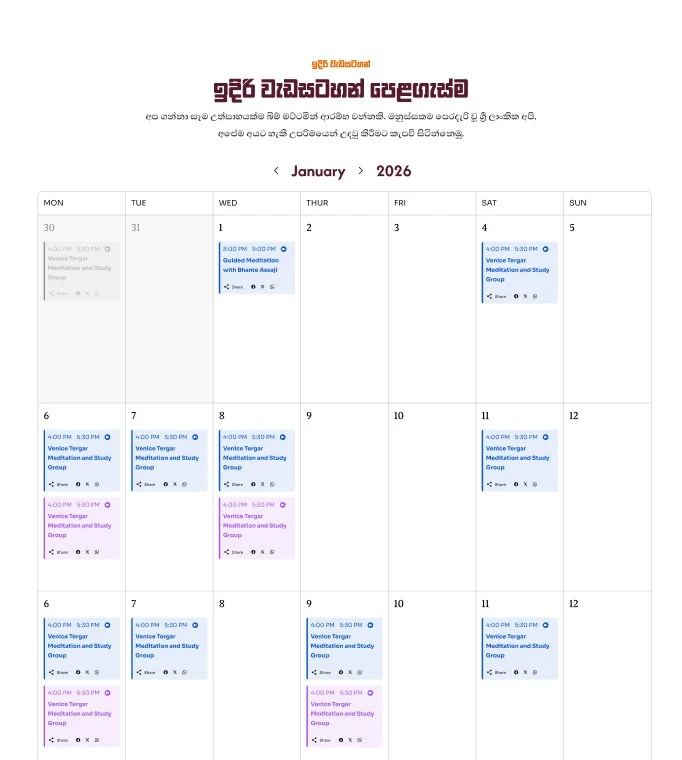 ඉදිරි වැඩසටහන්
ඉදිරි වැඩසටහන් පෙළගැස්ම
අප ගන්නා සෑම උත්සාහයක්ම බිම් මට්ටමින් ආරම්භ වන්නකි. මනුස්සකම පෙරදැරි වූ ශ්‍රී ලාංකික අපි,
අපේම අයට හැකි උපරිමයෙන් උදවු කිරීමට කැපවී සිටින්නෙමු.
January 2026
MON TUE WED THUR FRI SAT SUN
30 31 1 2 3 4 5
4:00 PM 5:30 PM
Venice Tergar
Meditation and Study
Group
Share
8:00 PM 9:00 PM
Guided Meditation
with Bhante Assaji
Share
4:00 PM 5:30 PM
Venice Tergar
Meditation and Study
Group
Share
6 7 8 9 10 11 12
4:00 PM 5:30 PM
Venice Tergar
Meditation and Study
Group
Share
4:00 PM 5:30 PM
Venice Tergar
Meditation and Study
Group
Share
4:00 PM 5:30 PM
Venice Tergar
Meditation and Study
Group
Share
4:00 PM 5:30 PM
Venice Tergar
Meditation and Study
Group
Share
4:00 PM 5:30 PM
Venice Tergar
Meditation and Study
Group
Share
4:00 PM 5:30 PM
Venice Tergar
Meditation and Study
Group
Share
6 7 8 9 10 11 12
4:00 PM 5:30 PM
Venice Tergar
Meditation and Study
Group
Share
4:00 PM 5:30 PM
Venice Tergar
Meditation and Study
Group
Share
4:00 PM 5:30 PM
Venice Tergar
Meditation and Study
Group
Share
4:00 PM 5:30 PM
Venice Tergar
Meditation and Study
Group
Share
4:00 PM 5:30 PM
Venice Tergar
Meditation and Study
Group
Share
4:00 PM 5:30 PM
Venice Tergar
Meditation and Study
Group
Share